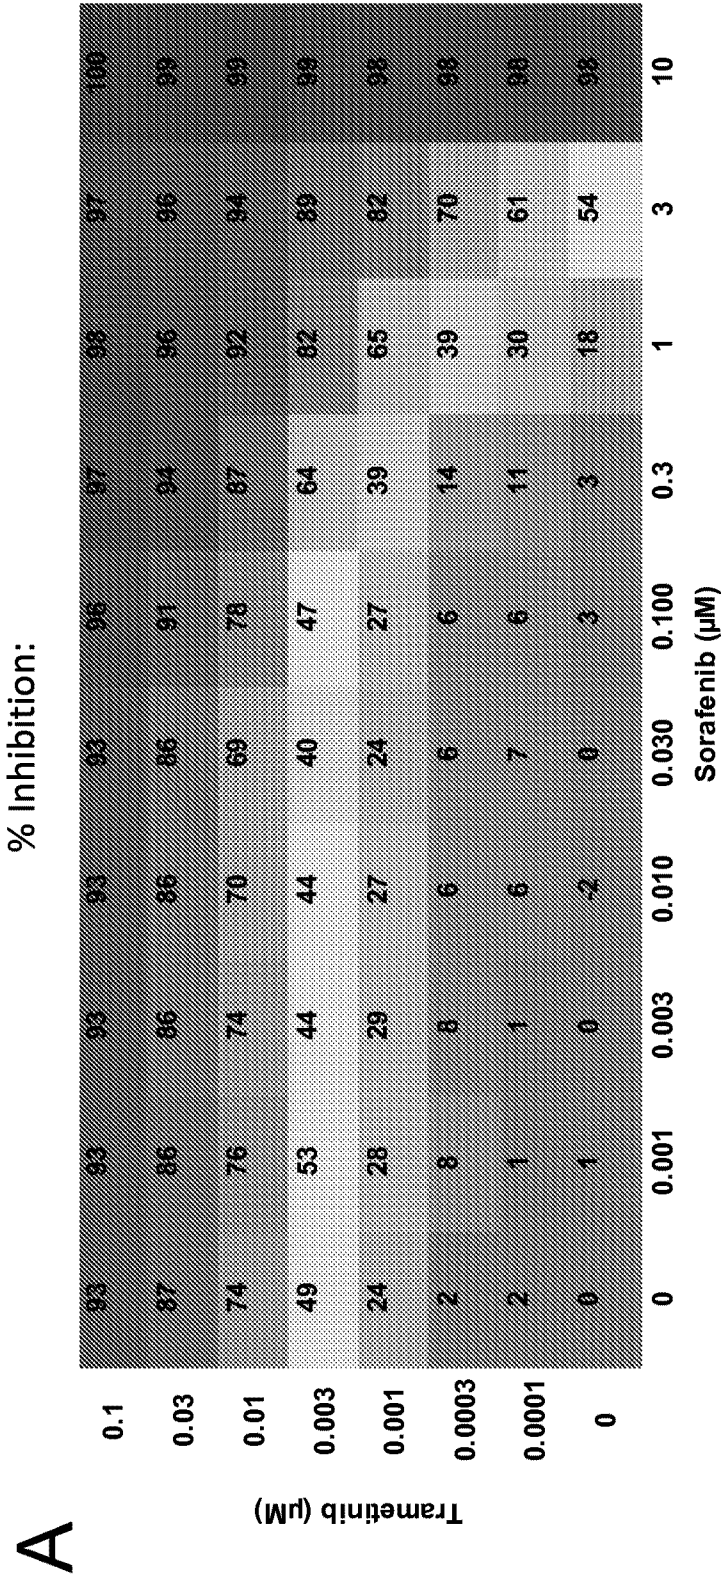 A
% Inhibition:
Trametinib (µM)
0.1 93 93 93 93 93 96 97 98 97 100
0.03 87 86 86 86 86 91 94 96 96 99
0.01 74 76 74 70 69 78 87 92 94 99
0.003 49 53 44 44 40 47 64 82 89 99
0.001 24 28 29 27 24 27 39 65 82 98
0.0003 2 8 8 6 6 6 14 39 70 98
0.0001 2 1 1 6 7 6 11 30 61 98
0 0 1 0 -2 0 3 3 18 54 98
0 0.001 0.003 0.010 0.030 0.100 0.3 1 3 10
Sorafenib (µM)